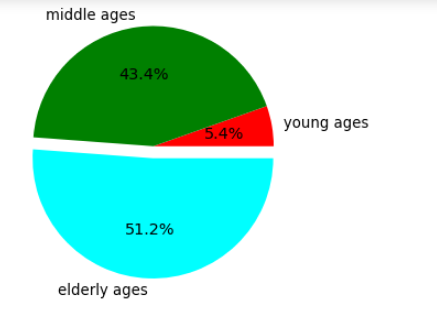 middle ages
43.4%
young ages
5.4%
51.2%
elderly ages